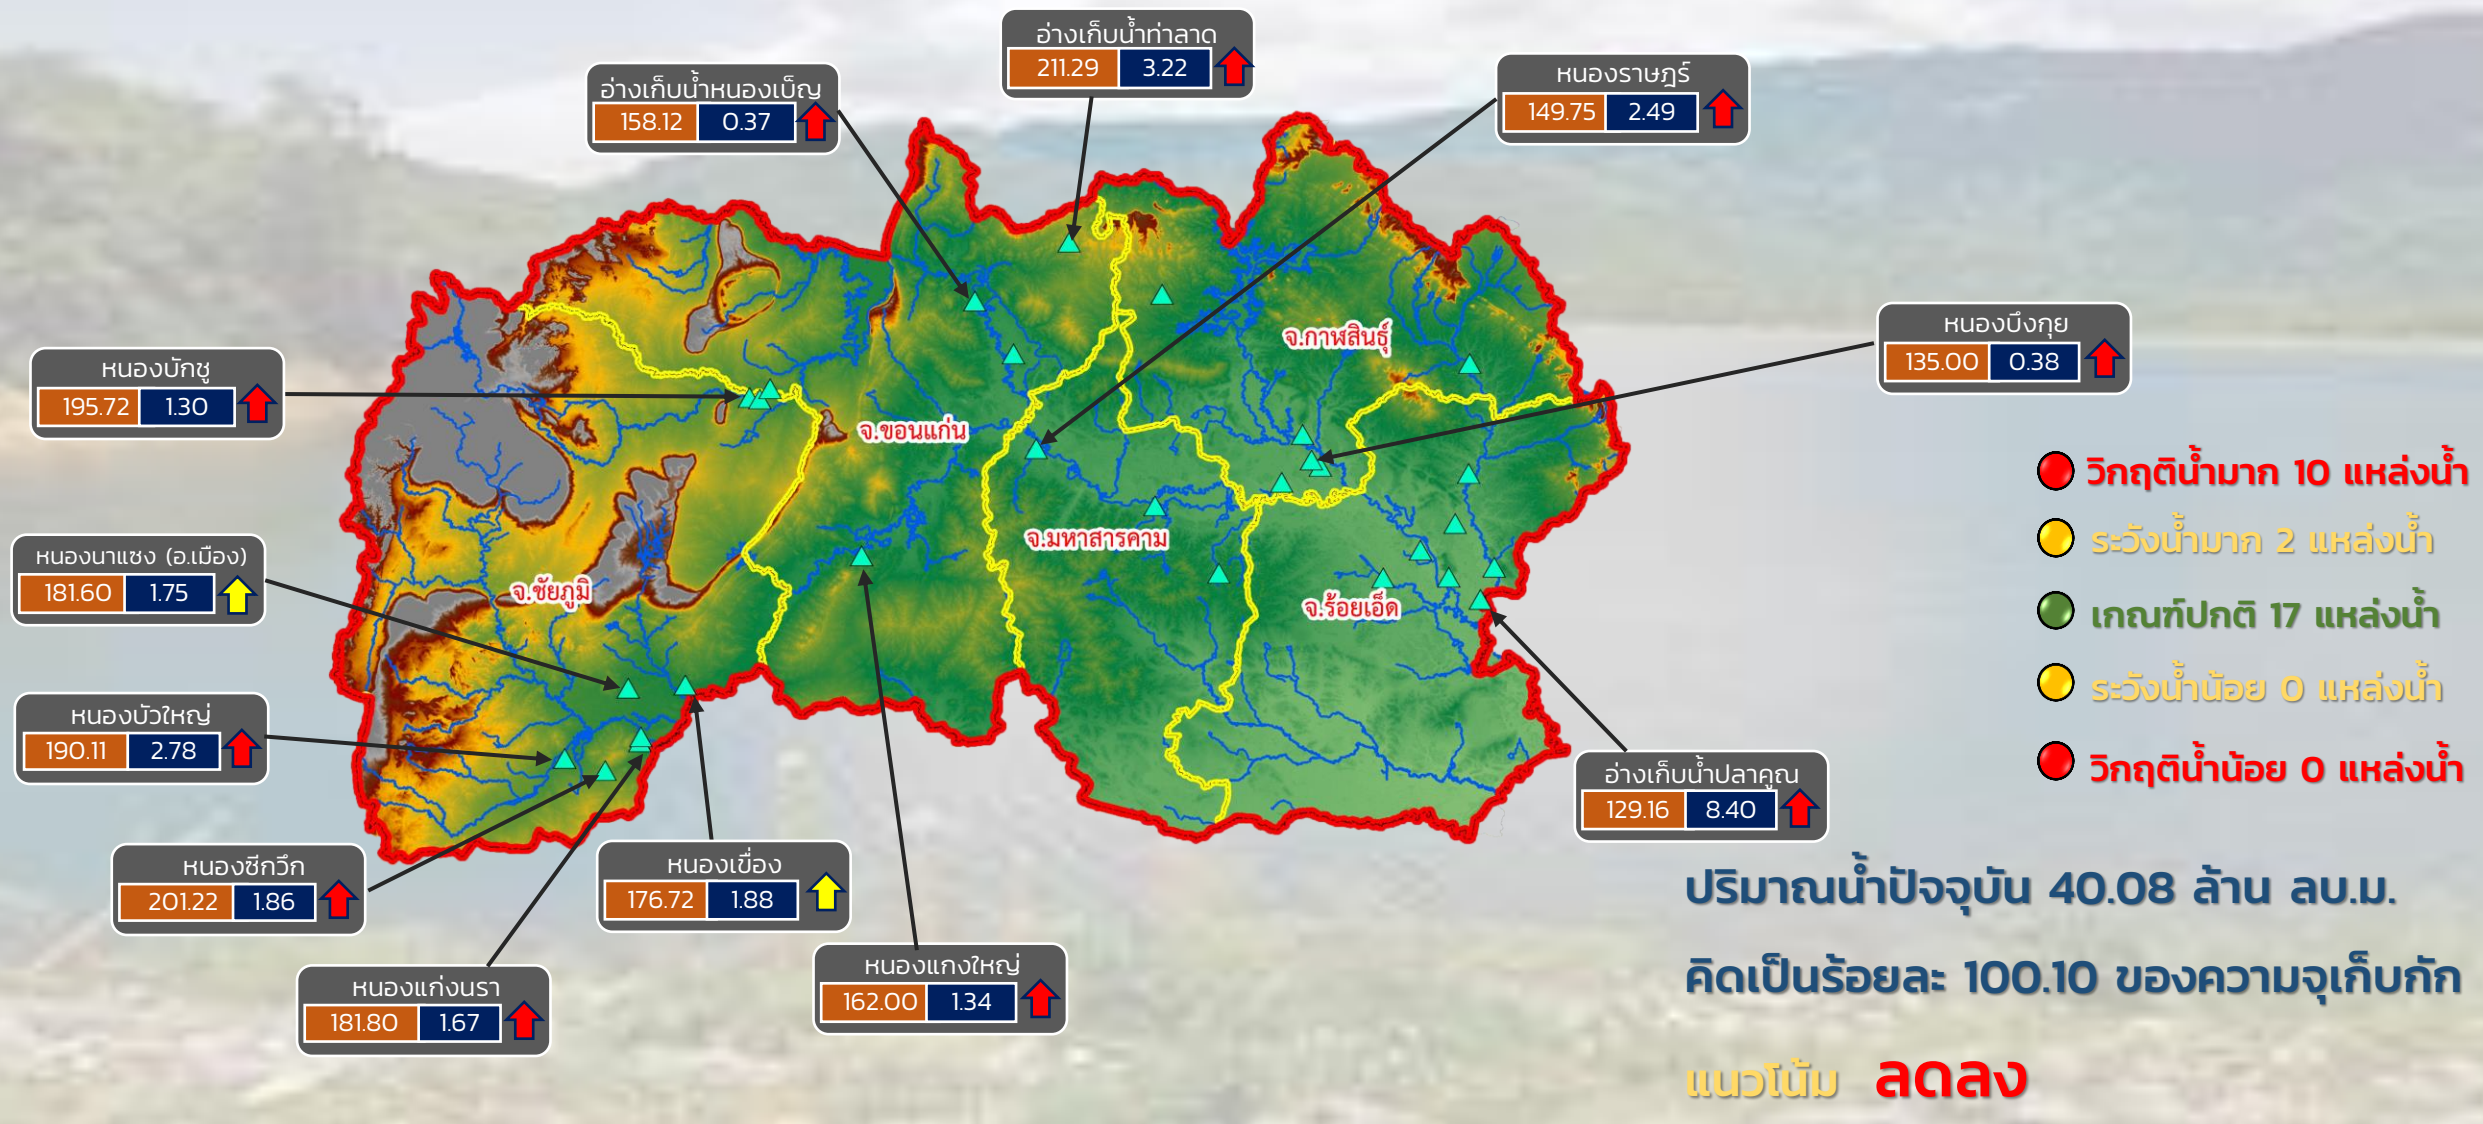 อ่างเก็บน้ำท่าลาด
211.29 3.22
อ่างเก็บน้ำหนองเบ็ญ
158.12 0.37
หนองราษฎร์
149.75 2.49
หนองบึงกุย
135.00 0.38
หนองบักชู
195.72 1.30
จ.กาฬสินธุ์
จ.ขอนแก่น
จ.มหาสารคาม
จ.ชัยภูมิ
จ.ร้อยเอ็ด
หนองนาแซง (อ.เมือง)
181.60 1.75
หนองบัวใหญ่
190.11 2.78
หนองซีกวึก
201.22 1.86
หนองแก่งนรา
181.80 1.67
หนองเขื่อง
176.72 1.88
หนองแกงใหญ่
162.00 1.34
อ่างเก็บน้ำปลาคูณ
129.16 8.40
วิกฤติน้ำมาก 10 แหล่งน้ำ
ระวังน้ำมาก 2 แหล่งน้ำ
เกณฑ์ปกติ 17 แหล่งน้ำ
ระวังน้ำน้อย 0 แหล่งน้ำ
วิกฤติน้ำน้อย 0 แหล่งน้ำ
ปริมาณน้ำปัจจุบัน 40.08 ล้าน ลบ.ม.
คิดเป็นร้อยละ 100.10 ของความจุเก็บกัก
แนวโน้ม ลดลง